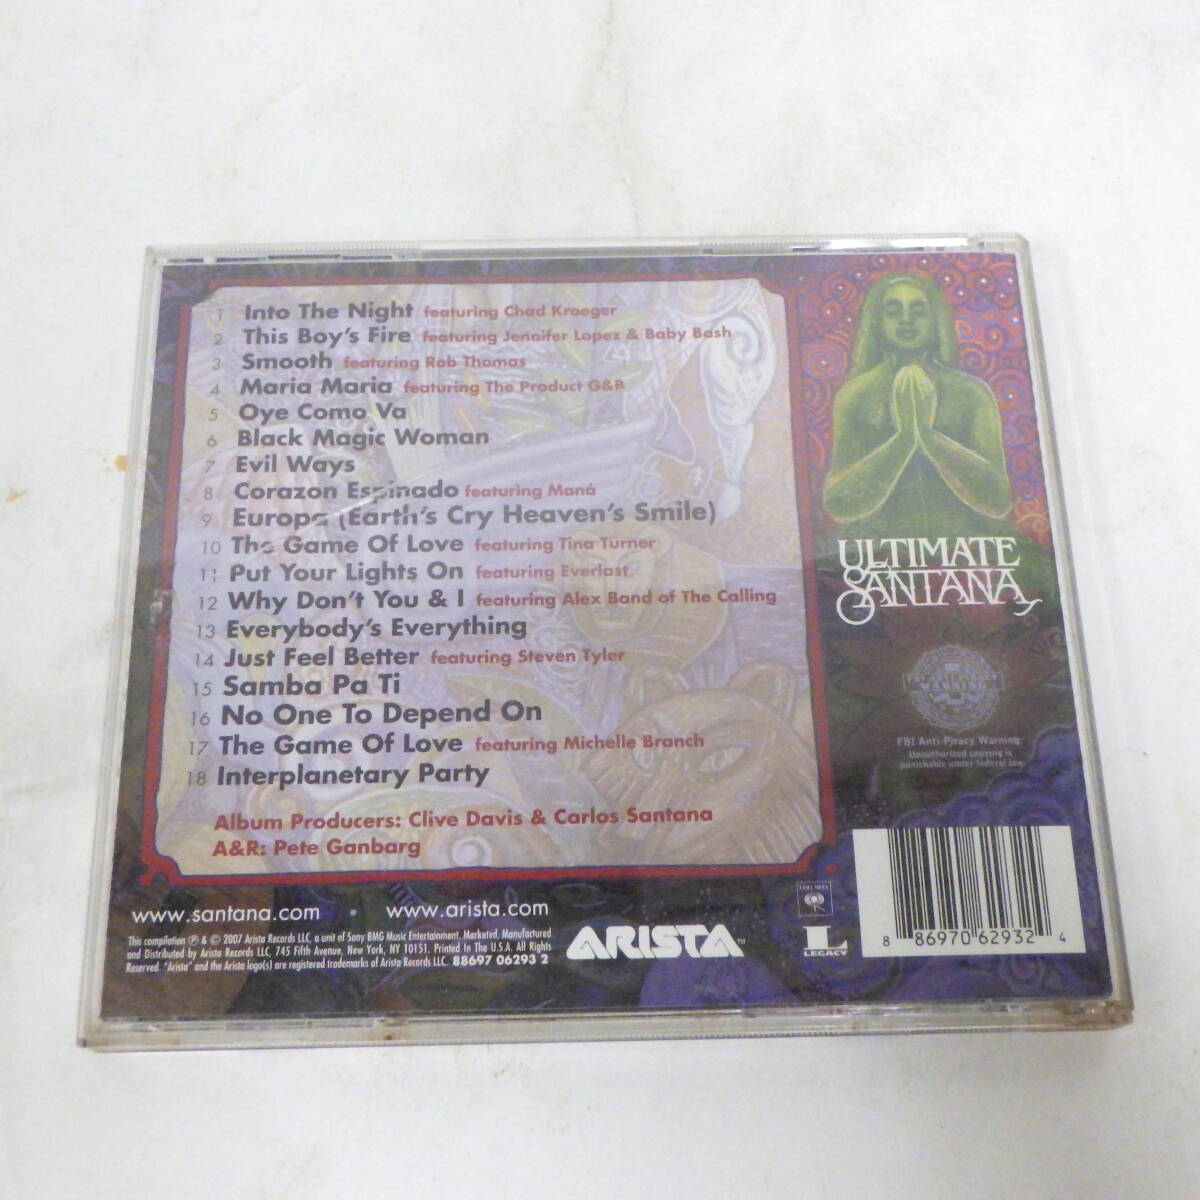 1 Into The Night featuring Chad Kroeger
2 This Boy's Fire featuring Jennifer Lopez & Baby Bash
3 Smooth featuring Rob Thomas
4 Maria Maria featuring The Product G&B
5 Oye Como Va
6 Black Magic Woman
7 Evil Ways
8 Corazon Espinado featuring Maná
9 Europa (Earth's Cry Heaven's Smile)
10 The Game Of Love featuring Tina Turner
11 Put Your Lights On featuring Everlast
12 Why Don't You & I featuring Alex Band of The Calling
13 Everybody's Everything
14 Just Feel Better featuring Steven Tyler
15 Samba Pa Ti
16 No One To Depend On
17 The Game Of Love featuring Michelle Branch
18 Interplanetary Party
Album Producers: Clive Davis & Carlos Santana
A&R: Pete Ganbarg
www.santana.com • www.arista.com
This compilation ℗ & © 2007 Arista Records LLC, a unit of Sony BMG Music Entertainment. Marketed, Manufactured
and Distributed by Arista Records LLC, 745 Fifth Avenue, New York, NY 10151. Printed In The U.S.A. All Rights
Reserved. "Arista" and the Arista logo(s) are registered trademarks of Arista Records LLC. 88697 06293 2
ARISTA™
COLUMBIA
L
LEGACY
ULTIMATE
SANTANA
FBI ANTI-PIRACY
WARNING
FBI Anti-Piracy Warning:
Unauthorized copying is
punishable under federal law.
8 86970 62932 4